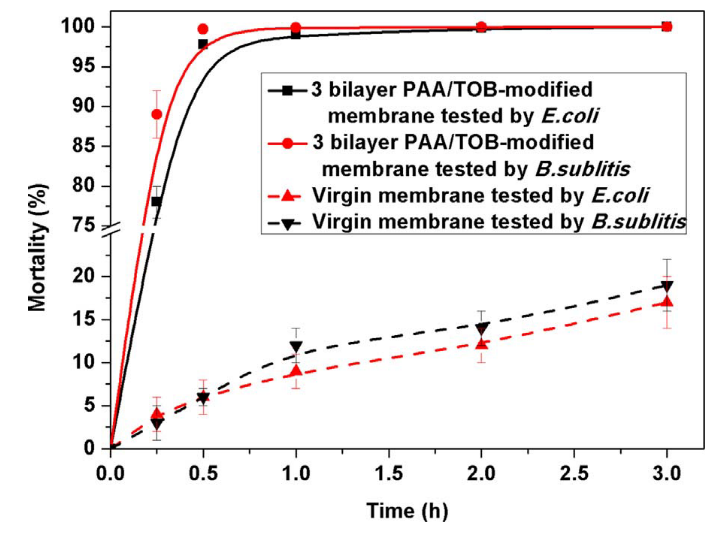 Mortality (%)
100
95
90
85
80
75
20
15
10
5
0
3 bilayer PAA/TOB-modified
membrane tested by E.coli
3 bilayer PAA/TOB-modified
membrane tested by B.sublitis
Virgin membrane tested by E.coli
Virgin membrane tested by B.sublitis
0.0 0.5 1.0 1.5 2.0 2.5 3.0
Time (h)